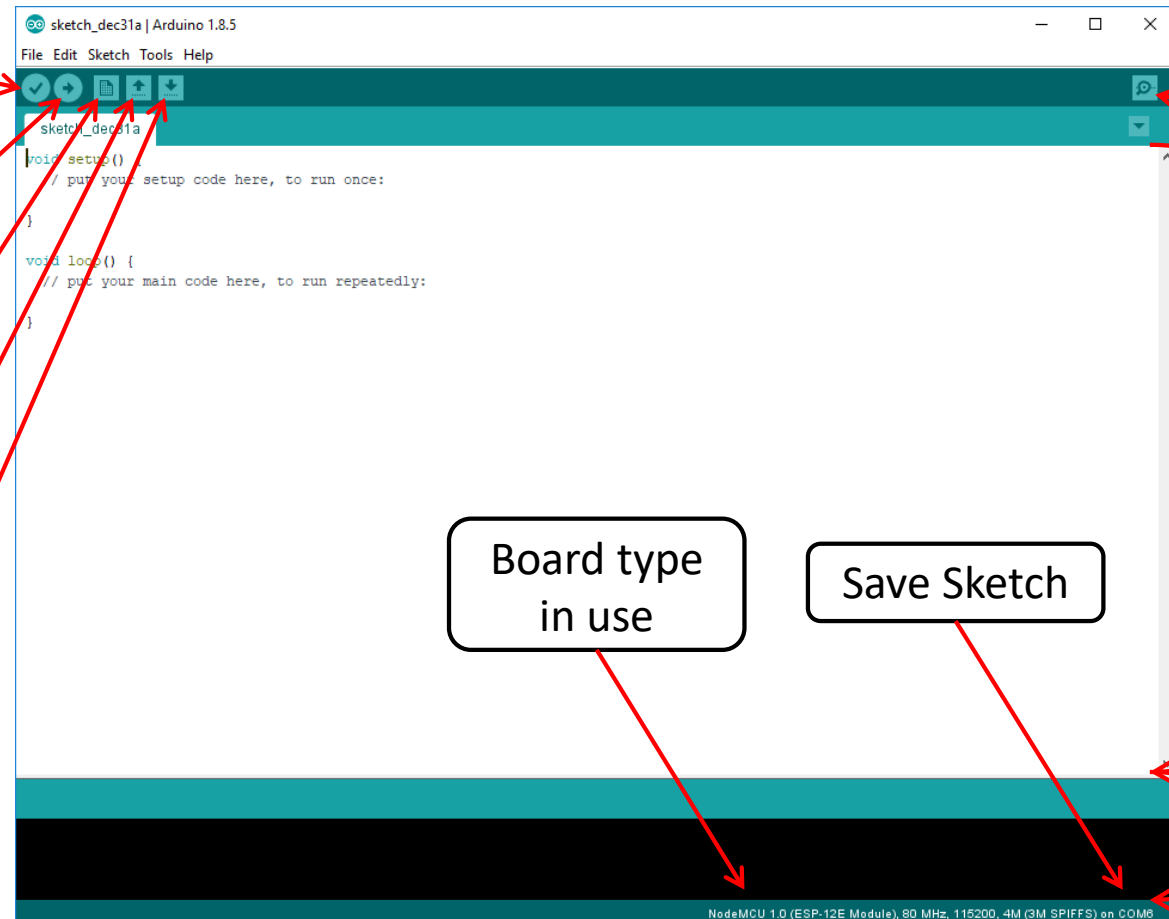 sketch_dec31a | Arduino 1.8.5
File Edit Sketch Tools Help
sketch_dec31a
void setup() {
// put your setup code here, to run once:
}
void loop() {
// put your main code here, to run repeatedly:
}
Board type
in use
Save Sketch
NodeMCU 1.0 (ESP-12E Module), 80 MHz, 115200, 4M (3M SPIFFS) on COM6